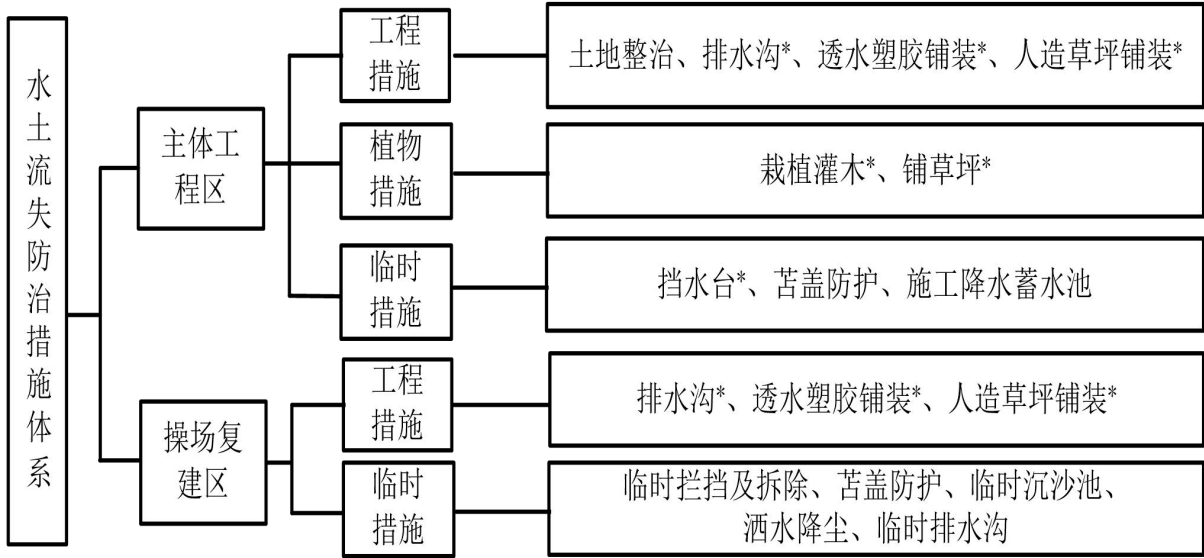 水土流失防治措施体系
主体工
程区
工程
措施
土地整治、排水沟*、透水塑胶铺装*、人造草坪铺装*
植物
措施
栽植灌木*、铺草坪*
临时
措施
挡水台*、苫盖防护、施工降水蓄水池
操场复
建区
工程
措施
排水沟*、透水塑胶铺装*、人造草坪铺装*
临时
措施
临时拦挡及拆除、苫盖防护、临时沉沙池、
洒水降尘、临时排水沟